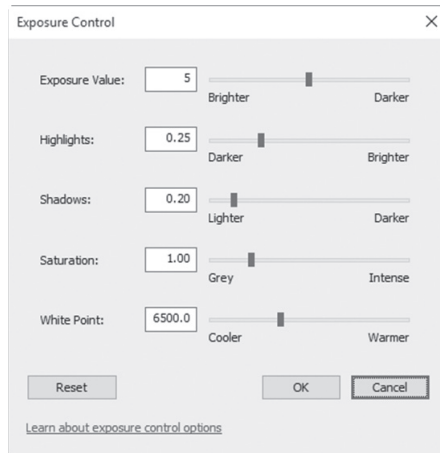 Exposure Control
Exposure Value: 5
Brighter Darker
Highlights: 0.25
Darker Brighter
Shadows: 0.20
Lighter Darker
Saturation: 1.00
Grey Intense
White Point: 6500.0
Cooler Warmer
Reset OK Cancel
Learn about exposure control options